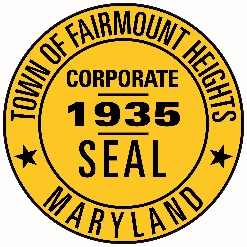 TOWN OF FAIRMOUNT HEIGHTS
CORPORATE
1935
SEAL
MARYLAND